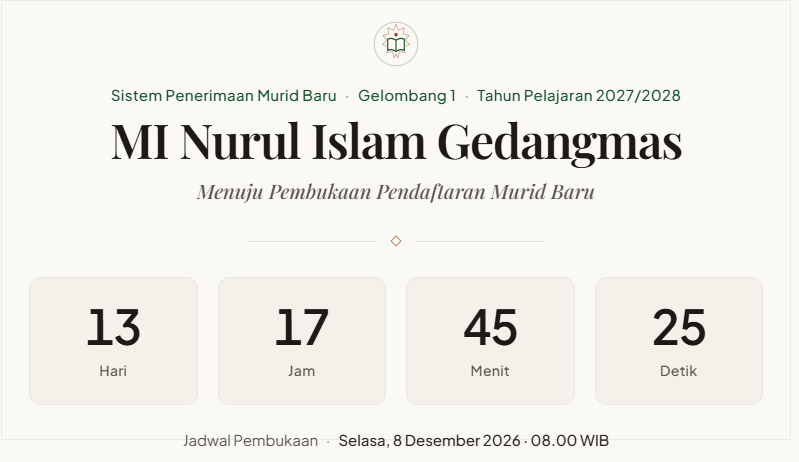 Sistem Penerimaan Murid Baru · Gelombang 1 · Tahun Pelajaran 2027/2028
MI Nurul Islam Gedangmas
Menuju Pembukaan Pendaftaran Murid Baru
13 17 45 25
Hari Jam Menit Detik
Jadwal Pembukaan · Selasa, 8 Desember 2026 · 08.00 WIB